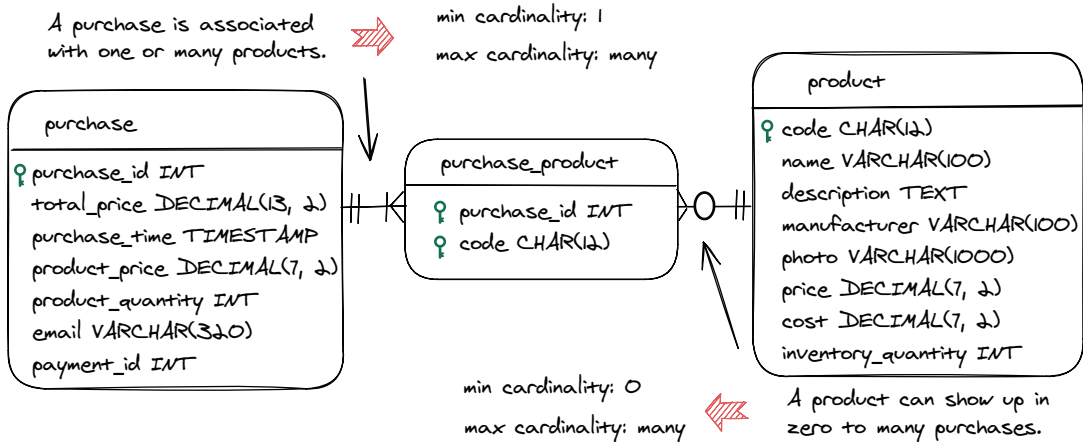 A purchase is associated
with one or many products.
min cardinality: 1
max cardinality: many
purchase
purchase_id INT
total_price DECIMAL(13, 2)
purchase_time TIMESTAMP
product_price DECIMAL(7, 2)
product_quantity INT
email VARCHAR(320)
payment_id INT
purchase_product
purchase_id INT
code CHAR(12)
product
code CHAR(12)
name VARCHAR(100)
description TEXT
manufacturer VARCHAR(100)
photo VARCHAR(1000)
price DECIMAL(7, 2)
cost DECIMAL(7, 2)
inventory_quantity INT
min cardinality: 0
max cardinality: many
A product can show up in
zero to many purchases.